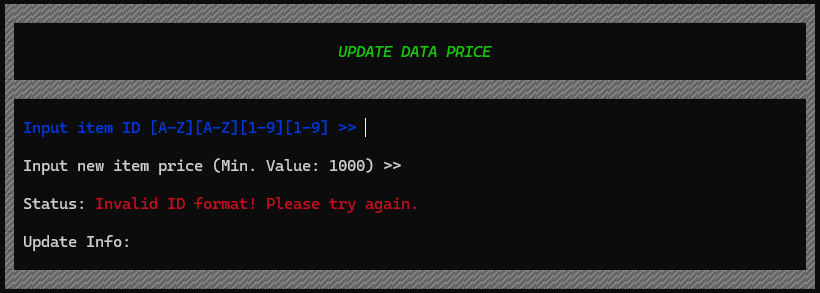 UPDATE DATA PRICE
Input item ID [A-Z][A-Z][1-9][1-9] >>
Input new item price (Min. Value: 1000) >>
Status: Invalid ID format! Please try again.
Update Info: